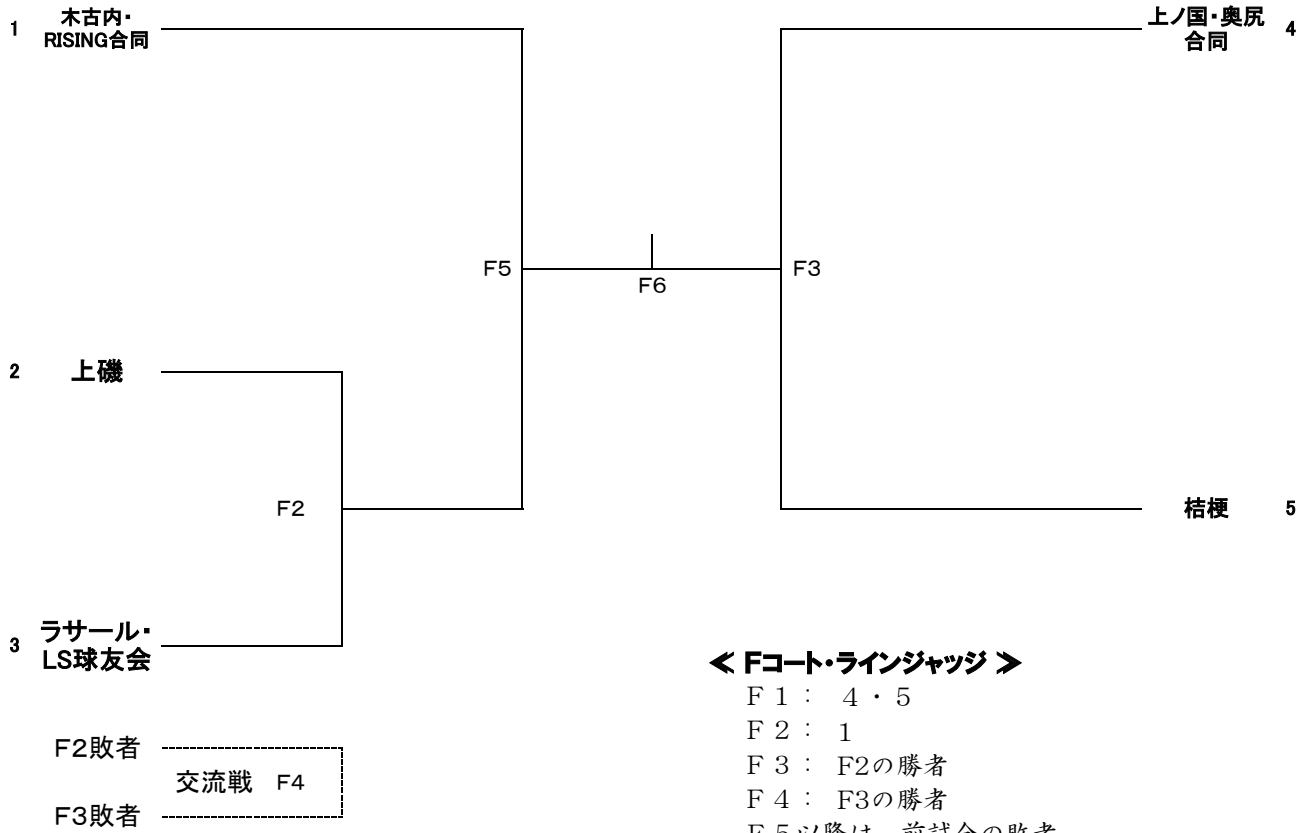 1 木古内・
RISING合同
上ノ国・奥尻
合同 4
F5
F6
F3
2 上磯
F2
桔梗 5
3 ラサール・
LS球友会
≪ Fコート・ラインジャッジ ≫
F1： 4・5
F2： 1
F3： F2の勝者
F4： F3の勝者
F2敗者
交流戦 F4
F3敗者